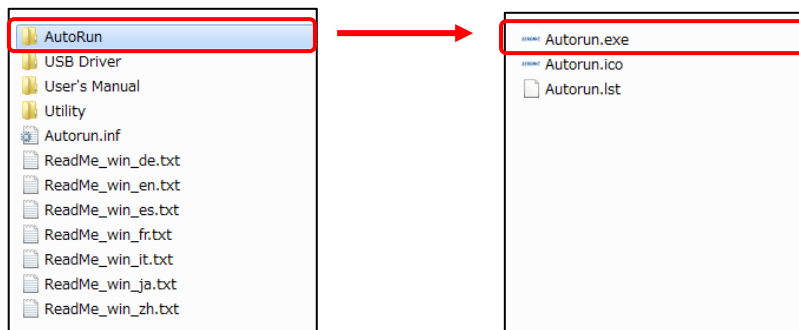 AutoRun
USB Driver
User's Manual
Utility
Autorun.inf
ReadMe_win_de.txt
ReadMe_win_en.txt
ReadMe_win_es.txt
ReadMe_win_fr.txt
ReadMe_win_it.txt
ReadMe_win_ja.txt
ReadMe_win_zh.txt
Autorun.exe
Autorun.ico
Autorun.lst